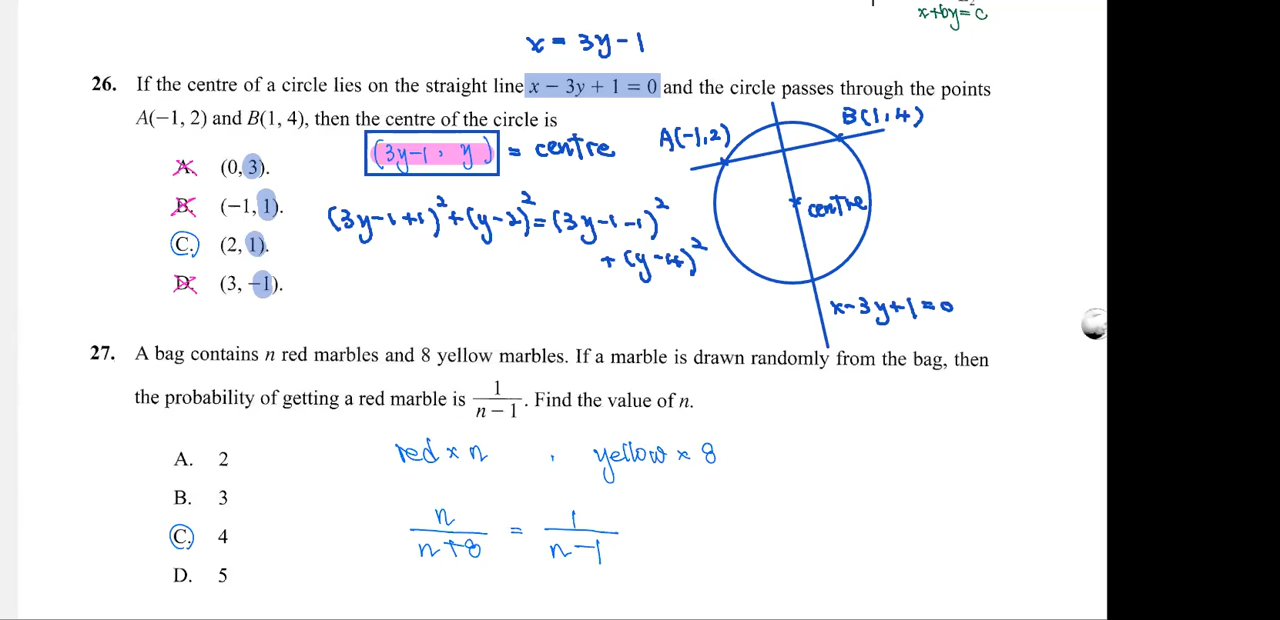 x+by=c
x = 3y-1
26. If the centre of a circle lies on the straight line x − 3y + 1 = 0 and the circle passes through the points
A(−1, 2) and B(1, 4), then the centre of the circle is
B(1,4)
A(-1,2)
(3y-1, y) = centre
A. (0, 3).
B. (−1, 1).
(3y-1+1)²+(y-2)²=(3y-1-1)²
centre
C. (2, 1).
+(y-4)²
D. (3, −1).
x-3y+1=0
27. A bag contains n red marbles and 8 yellow marbles. If a marble is drawn randomly from the bag, then
the probability of getting a red marble is 1/(n − 1). Find the value of n.
A. 2
red × n , yellow × 8
B. 3
n/(n+8) = 1/(n-1)
C. 4
D. 5